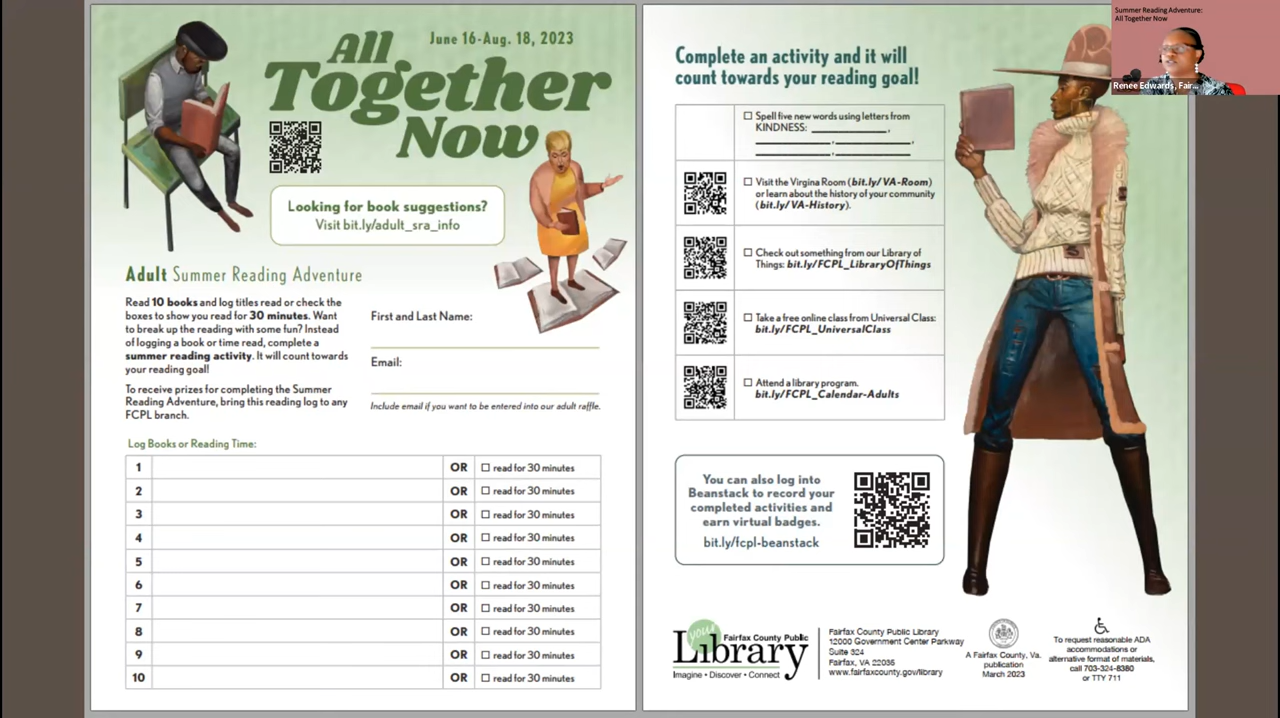 June 16-Aug. 18, 2023
All
Together
Now
Looking for book suggestions?
Visit bit.ly/adult_sra_info
Adult Summer Reading Adventure
Read 10 books and log titles read or check the
boxes to show you read for 30 minutes. Want
to break up the reading with some fun? Instead
of logging a book or time read, complete a
summer reading activity. It will count towards
your reading goal!
To receive prizes for completing the Summer
Reading Adventure, bring this reading log to any
FCPL branch.
First and Last Name:
Email:
Include email if you want to be entered into our adult raffle.
Log Books or Reading Time:
1 OR read for 30 minutes
2 OR read for 30 minutes
3 OR read for 30 minutes
4 OR read for 30 minutes
5 OR read for 30 minutes
6 OR read for 30 minutes
7 OR read for 30 minutes
8 OR read for 30 minutes
9 OR read for 30 minutes
10 OR read for 30 minutes
Complete an activity and it will
count towards your reading goal!
Spell five new words using letters from
KINDNESS: ____________,
____________, ____________,
____________, ____________
Visit the Virgina Room (bit.ly/VA-Room)
or learn about the history of your community
(bit.ly/VA-History).
Check out something from our Library of
Things: bit.ly/FCPL_LibraryOfThings
Take a free online class from Universal Class:
bit.ly/FCPL_UniversalClass
Attend a library program.
bit.ly/FCPL_Calendar-Adults
You can also log into
Beanstack to record your
completed activities and
earn virtual badges.
bit.ly/fcpl-beanstack
your
Fairfax County Public
Library
Imagine • Discover • Connect
Fairfax County Public Library
12000 Government Center Parkway
Suite 324
Fairfax, VA 22035
www.fairfaxcounty.gov/library
A Fairfax County, Va.
publication
March 2023
To request reasonable ADA
accommodations or
alternative format of materials,
call 703-324-8380
or TTY 711
Summer Reading Adventure:
All Together Now
Renee Edwards, Fair...